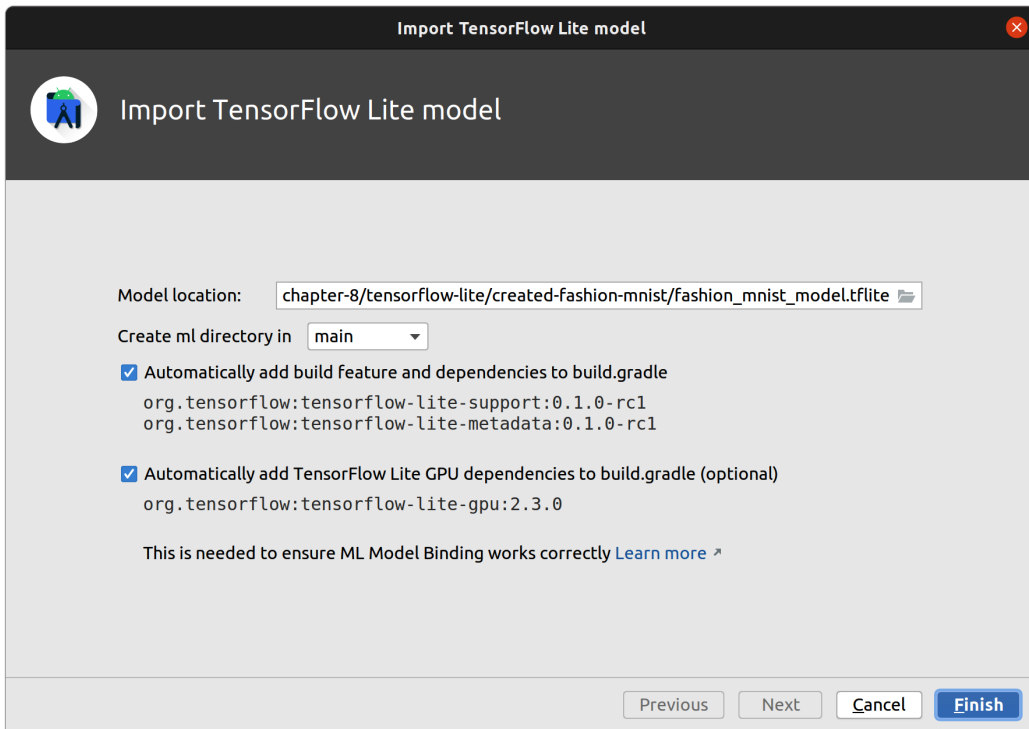 Import TensorFlow Lite model
Import TensorFlow Lite model
Model location: chapter-8/tensorflow-lite/created-fashion-mnist/fashion_mnist_model.tflite
Create ml directory in main
Automatically add build feature and dependencies to build.gradle
org.tensorflow:tensorflow-lite-support:0.1.0-rc1
org.tensorflow:tensorflow-lite-metadata:0.1.0-rc1
Automatically add TensorFlow Lite GPU dependencies to build.gradle (optional)
org.tensorflow:tensorflow-lite-gpu:2.3.0
This is needed to ensure ML Model Binding works correctly Learn more ↗
Previous Next Cancel Finish